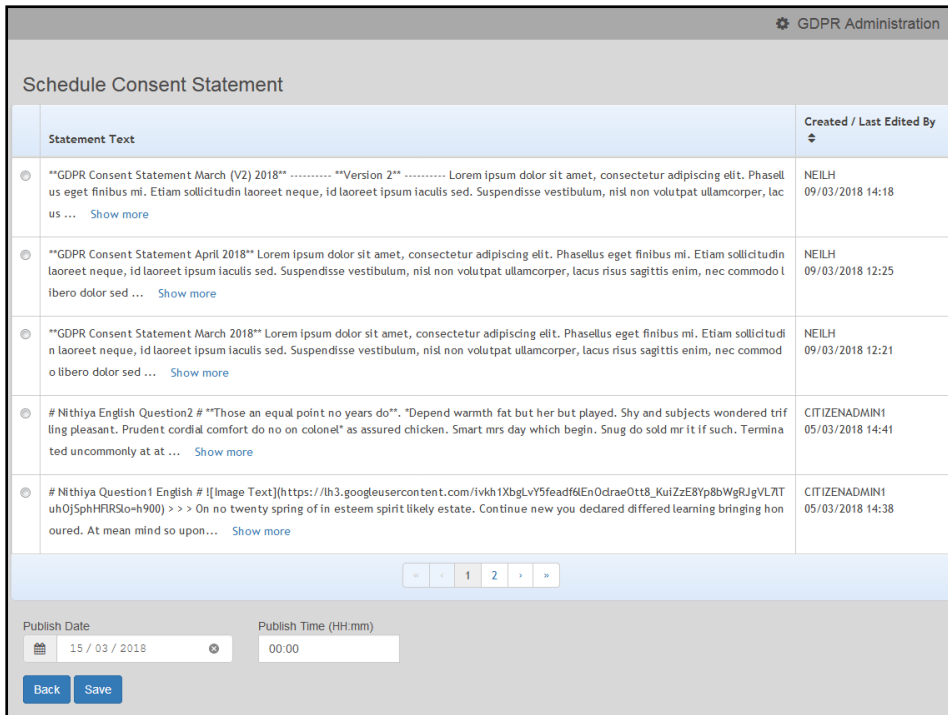 GDPR Administration
Schedule Consent Statement
Statement Text
Created / Last Edited By
**GDPR Consent Statement March (V2) 2018** ---------- **Version 2** ---------- Lorem ipsum dolor sit amet, consectetur adipiscing elit. Phasell
us eget finibus mi. Etiam sollicitudin laoreet neque, id laoreet ipsum iaculis sed. Suspendisse vestibulum, nisl non volutpat ullamcorper, lac
us ... Show more
NEILH
09/03/2018 14:18
**GDPR Consent Statement April 2018** Lorem ipsum dolor sit amet, consectetur adipiscing elit. Phasellus eget finibus mi. Etiam sollicitudin
laoreet neque, id laoreet ipsum iaculis sed. Suspendisse vestibulum, nisl non volutpat ullamcorper, lacus risus sagittis enim, nec commodo l
ibero dolor sed ... Show more
NEILH
09/03/2018 12:25
**GDPR Consent Statement March 2018** Lorem ipsum dolor sit amet, consectetur adipiscing elit. Phasellus eget finibus mi. Etiam sollicitudi
n laoreet neque, id laoreet ipsum iaculis sed. Suspendisse vestibulum, nisl non volutpat ullamcorper, lacus risus sagittis enim, nec commod
o libero dolor sed ... Show more
NEILH
09/03/2018 12:21
# Nithiya English Question2 # **Those an equal point no years do**. *Depend warmth fat but her but played. Shy and subjects wondered trif
ling pleasant. Prudent cordial comfort do no on colonel* as assured chicken. Smart mrs day which begin. Snug do sold mr it if such. Termina
ted uncommonly at at ... Show more
CITIZENADMIN1
05/03/2018 14:41
# Nithiya Question1 English # ![Image Text](https://lh3.googleusercontent.com/ > > > On no twenty spring of in esteem spirit likely estate. Continue new you declared differed learning bringing hon
oured. At mean mind so upon... Show more
CITIZENADMIN1
05/03/2018 14:38
« ‹ 1 2 › »
Publish Date
Publish Time (HH:mm)
15 / 03 / 2018
00:00
Back Save